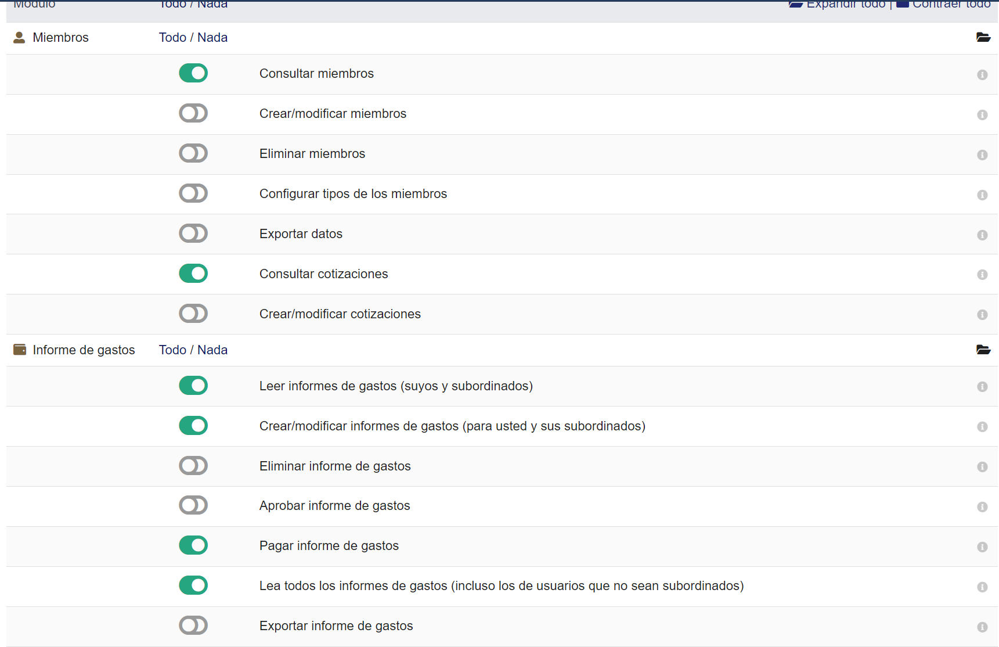 Módulo Todo / Nada Expandir todo | Contraer todo
Miembros Todo / Nada
Consultar miembros
Crear/modificar miembros
Eliminar miembros
Configurar tipos de los miembros
Exportar datos
Consultar cotizaciones
Crear/modificar cotizaciones
Informe de gastos Todo / Nada
Leer informes de gastos (suyos y subordinados)
Crear/modificar informes de gastos (para usted y sus subordinados)
Eliminar informe de gastos
Aprobar informe de gastos
Pagar informe de gastos
Lea todos los informes de gastos (incluso los de usuarios que no sean subordinados)
Exportar informe de gastos